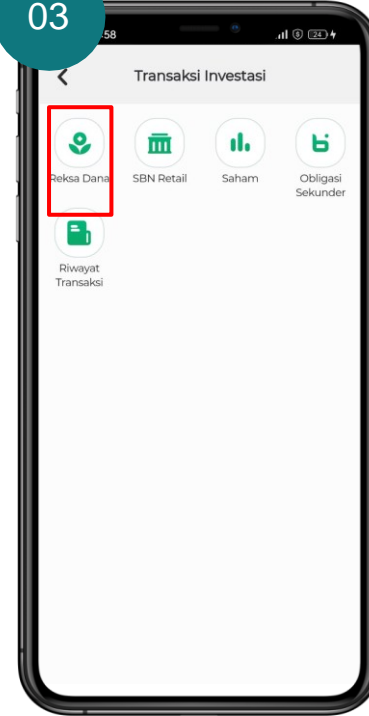 03
58
24
Transaksi Investasi
Reksa Dana
SBN Retail
Saham
Obligasi
Sekunder
Riwayat
Transaksi